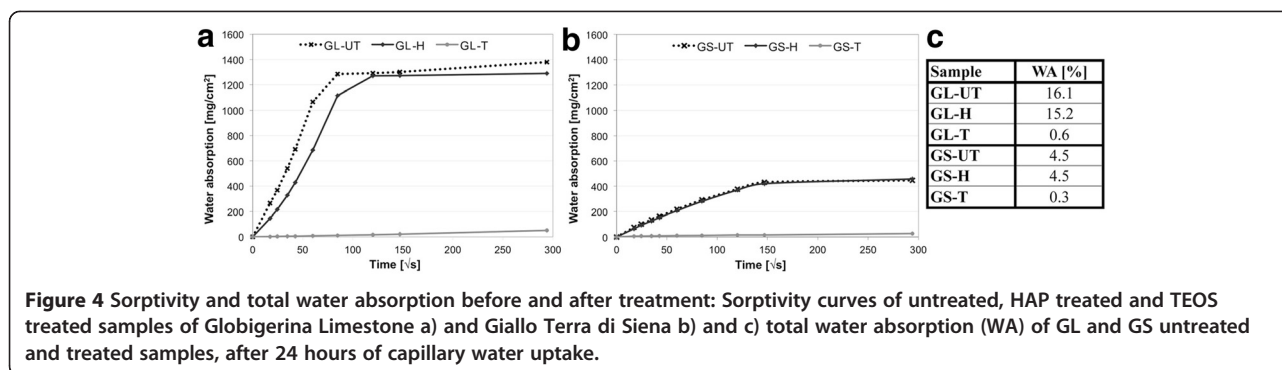 a
1600
1400
1200
1000
800
600
400
200
0
Water absorption [mg/cm²]
GL-UT GL-H GL-T
0 50 100 150 200 250 300
Time [√s]
b
1600
1400
1200
1000
800
600
400
200
0
Water absorption [mg/cm²]
GS-UT GS-H GS-T
0 50 100 150 200 250 300
Time [√s]
c
Sample WA [%]
GL-UT 16.1
GL-H 15.2
GL-T 0.6
GS-UT 4.5
GS-H 4.5
GS-T 0.3
Figure 4 Sorptivity and total water absorption before and after treatment: Sorptivity curves of untreated, HAP treated and TEOS
treated samples of Globigerina Limestone a) and Giallo Terra di Siena b) and c) total water absorption (WA) of GL and GS untreated
and treated samples, after 24 hours of capillary water uptake.